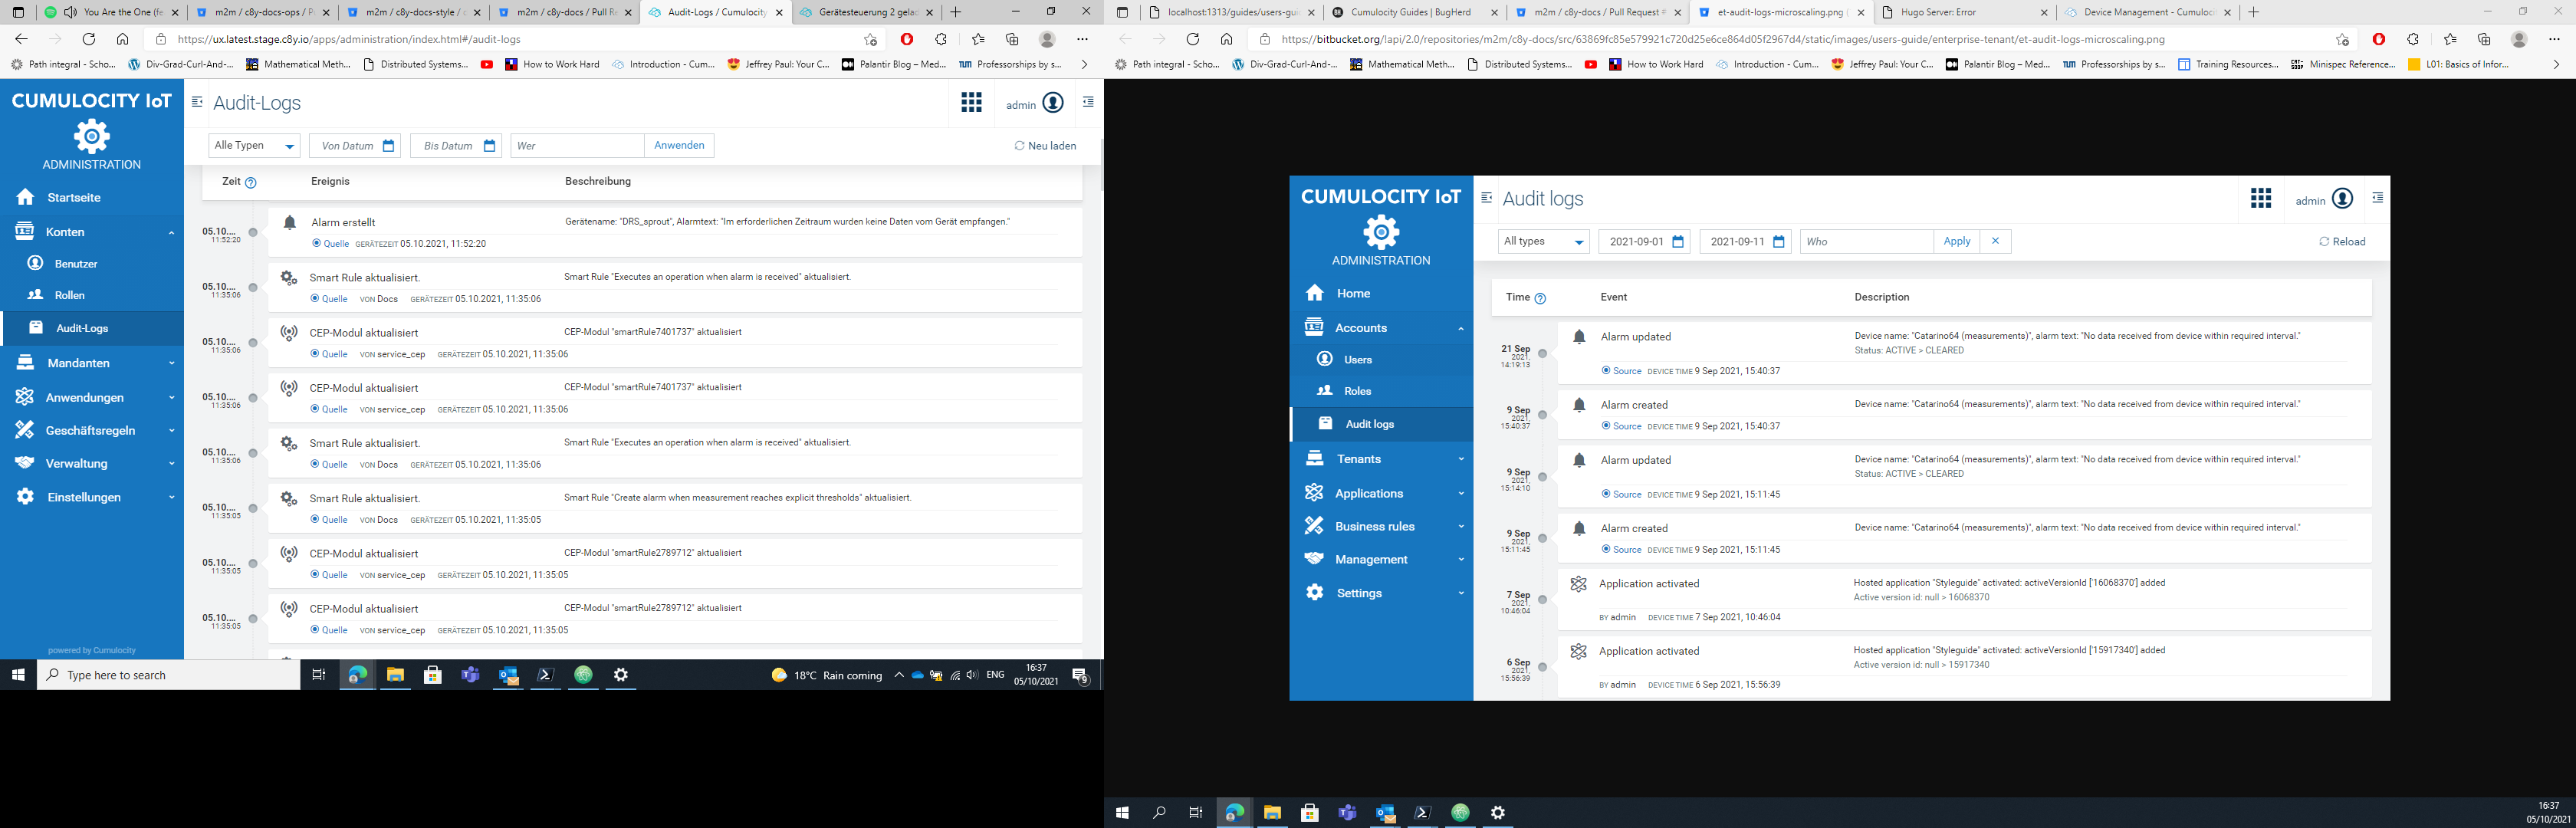 You Are the One (fe
m2m / c8y-docs-ops / P
m2m / c8y-docs-style / c
m2m / c8y-docs / Pull Re
Audit-Logs / Cumulocity
Gerätesteuerung 2 gelac
https://ux.latest.stage.c8y.io/apps/administration/index.html#/audit-logs
Path integral - Scho...
Div-Grad-Curl-And-...
Mathematical Meth...
Distributed Systems...
How to Work Hard
Introduction - Cum...
Jeffrey Paul: Your C...
Palantir Blog – Med...
TUM Professorships by s...
CUMULOCITY IoT
ADMINISTRATION
Startseite
Konten
Benutzer
Rollen
Audit-Logs
Mandanten
Anwendungen
Geschäftsregeln
Verwaltung
Einstellungen
powered by Cumulocity
Audit-Logs
admin
Alle Typen
Von Datum
Bis Datum
Wer
Anwenden
Neu laden
Zeit Ereignis Beschreibung
05.10.... Alarm erstellt Gerätename: "DRS_sprout", Alarmtext: "Im erforderlichen Zeitraum wurden keine Daten vom Gerät empfangen."
11:52:20 Quelle GERÄTEZEIT 05.10.2021, 11:52:20
05.10.... Smart Rule aktualisiert. Smart Rule "Executes an operation when alarm is received" aktualisiert.
11:35:06 Quelle VON Docs GERÄTEZEIT 05.10.2021, 11:35:06
05.10.... CEP-Modul aktualisiert CEP-Modul "smartRule7401737" aktualisiert
11:35:06 Quelle VON service_cep GERÄTEZEIT 05.10.2021, 11:35:06
05.10.... CEP-Modul aktualisiert CEP-Modul "smartRule7401737" aktualisiert
11:35:06 Quelle VON service_cep GERÄTEZEIT 05.10.2021, 11:35:06
05.10.... Smart Rule aktualisiert. Smart Rule "Executes an operation when alarm is received" aktualisiert.
11:35:06 Quelle VON Docs GERÄTEZEIT 05.10.2021, 11:35:06
05.10.... Smart Rule aktualisiert. Smart Rule "Create alarm when measurement reaches explicit thresholds" aktualisiert.
11:35:05 Quelle VON Docs GERÄTEZEIT 05.10.2021, 11:35:05
05.10.... CEP-Modul aktualisiert CEP-Modul "smartRule2789712" aktualisiert
11:35:05 Quelle VON service_cep GERÄTEZEIT 05.10.2021, 11:35:05
05.10.... CEP-Modul aktualisiert CEP-Modul "smartRule2789712" aktualisiert
11:35:05 Quelle VON service_cep GERÄTEZEIT 05.10.2021, 11:35:05
Type here to search
18°C Rain coming
ENG
16:37
05/10/2021
9
localhost:1313/guides/users-gui
Cumulocity Guides | BugHerd
m2m / c8y-docs / Pull Request #
et-audit-logs-microscaling.png (
Hugo Server: Error
Device Management - Cumuloci
https://bitbucket.org/!api/2.0/repositories/m2m/c8y-docs/src/63869fc85e579921c720d25e6ce864d05f2967d4/static/images/users-guide/enterprise-tenant/et-audit-logs-microscaling.png
Path integral - Scho...
Div-Grad-Curl-And-...
Mathematical Meth...
Distributed Systems...
How to Work Hard
Introduction - Cum...
Jeffrey Paul: Your C...
Palantir Blog – Med...
TUM Professorships by s...
Training Resources...
Minispec Reference...
L01: Basics of Infor...
CUMULOCITY IoT
ADMINISTRATION
Home
Accounts
Users
Roles
Audit logs
Tenants
Applications
Business rules
Management
Settings
Audit logs
admin
All types
2021-09-01
2021-09-11
Who
Apply
Reload
Time Event Description
21 Sep Alarm updated Device name: "Catarino64 (measurements)", alarm text: "No data received from device within required interval."
2021, Status: ACTIVE > CLEARED
14:19:13 Source DEVICE TIME 9 Sep 2021, 15:40:37
9 Sep Alarm created Device name: "Catarino64 (measurements)", alarm text: "No data received from device within required interval."
2021,
15:40:37 Source DEVICE TIME 9 Sep 2021, 15:40:37
9 Sep Alarm updated Device name: "Catarino64 (measurements)", alarm text: "No data received from device within required interval."
2021, Status: ACTIVE > CLEARED
15:14:10 Source DEVICE TIME 9 Sep 2021, 15:11:45
9 Sep Alarm created Device name: "Catarino64 (measurements)", alarm text: "No data received from device within required interval."
2021,
15:11:45 Source DEVICE TIME 9 Sep 2021, 15:11:45
7 Sep Application activated Hosted application "Styleguide" activated: activeVersionId ['16068370'] added
2021, Active version id: null > 16068370
10:46:04 BY admin DEVICE TIME 7 Sep 2021, 10:46:04
6 Sep Application activated Hosted application "Styleguide" activated: activeVersionId ['15917340'] added
2021, Active version id: null > 15917340
15:56:39 BY admin DEVICE TIME 6 Sep 2021, 15:56:39
16:37
05/10/2021